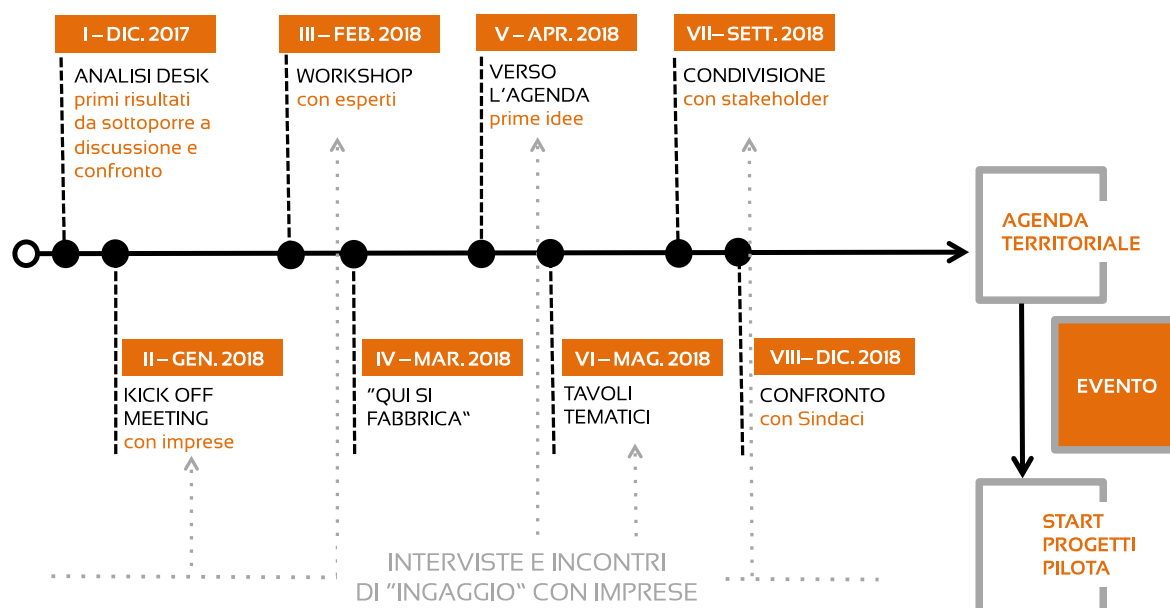 I – DIC. 2017
ANALISI DESK
primi risultati
da sottoporre a
discussione e
confronto
III – FEB. 2018
WORKSHOP
con esperti
V – APR. 2018
VERSO
L'AGENDA
prime idee
VII– SETT. 2018
CONDIVISIONE
con stakeholder
AGENDA
TERRITORIALE
II – GEN. 2018
KICK OFF
MEETING
con imprese
IV – MAR. 2018
"QUI SI
FABBRICA"
VI – MAG. 2018
TAVOLI
TEMATICI
VIII– DIC. 2018
CONFRONTO
con Sindaci
EVENTO
START
PROGETTI
PILOTA
INTERVISTE E INCONTRI
DI "INGAGGIO" CON IMPRESE